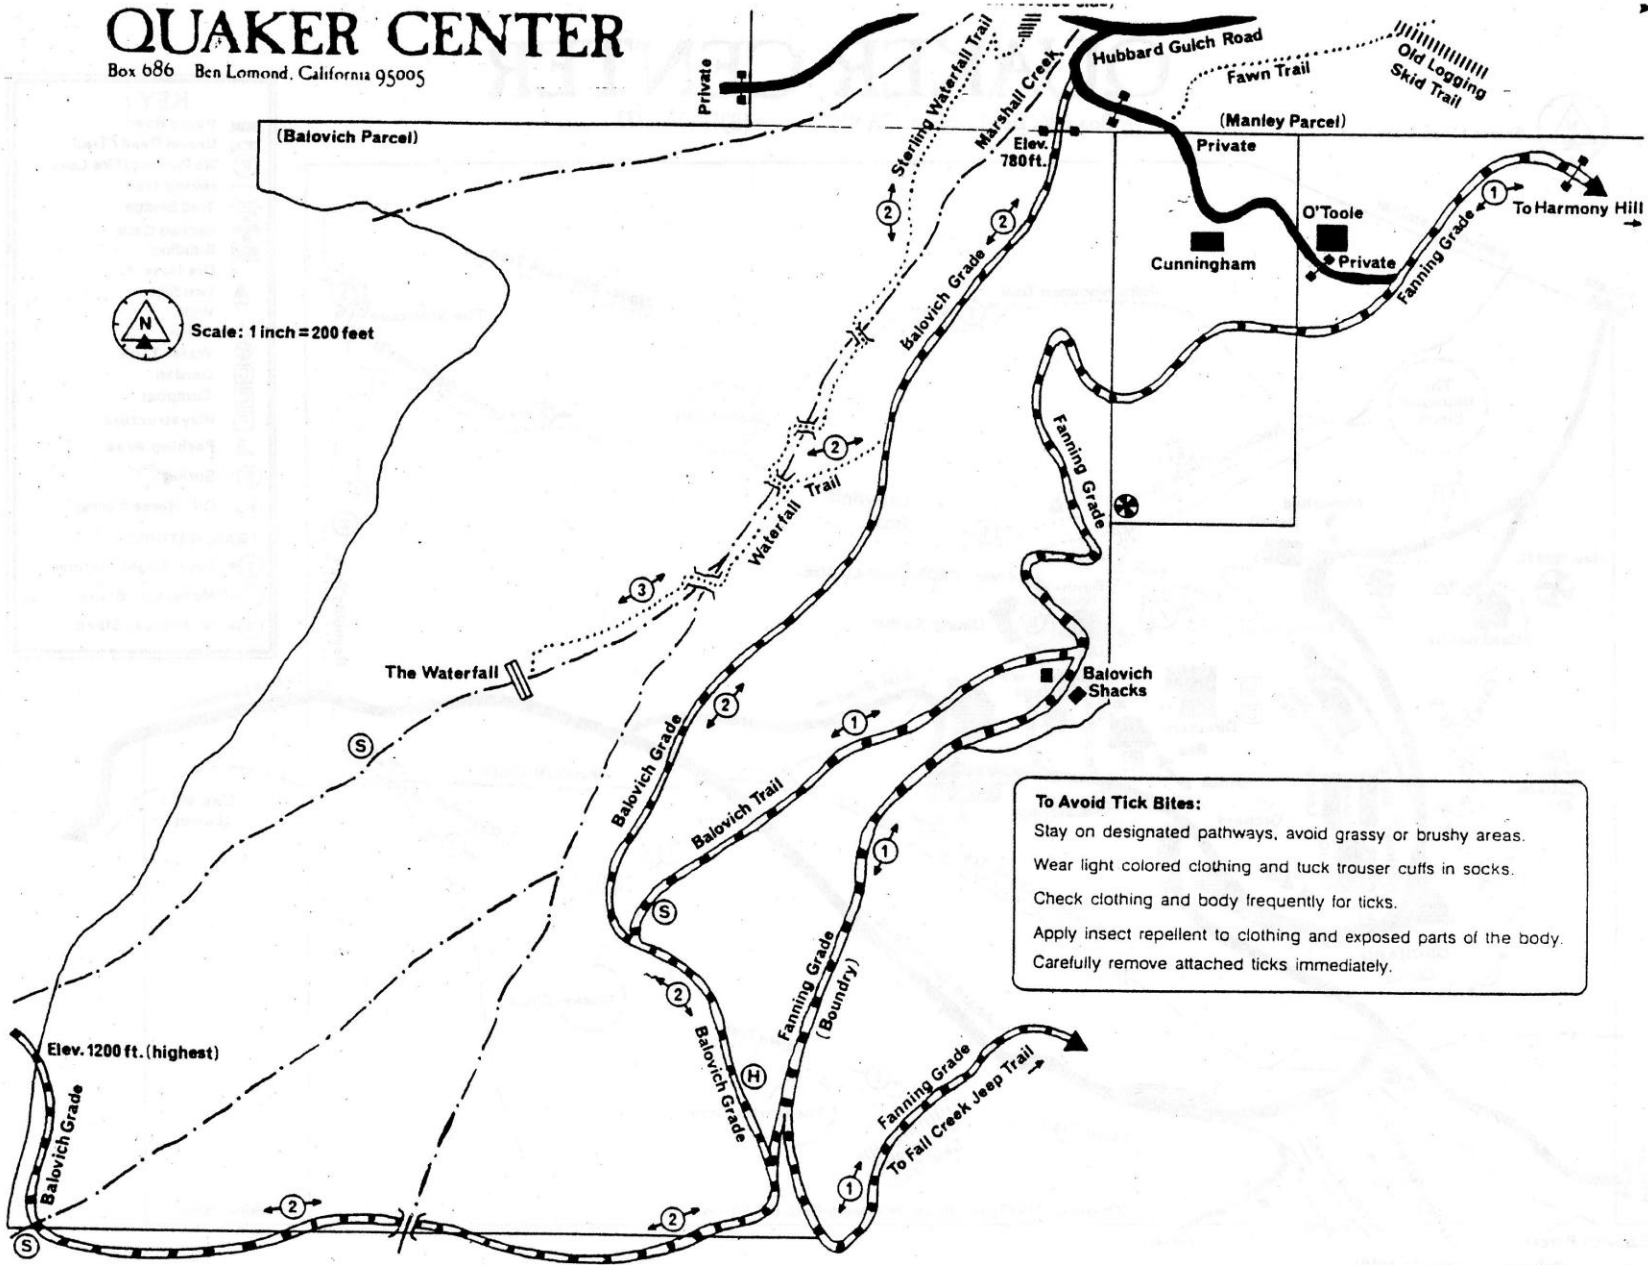 QUAKER CENTER
Box 686 Ben Lomond, California 95005
Private
(Balovich Parcel)
Sterling Waterfall Trail
Marshall Creek
Hubbard Gulch Road
Fawn Trail
Old Logging
Skid Trail
(Manley Parcel)
Elev.
780 ft.
Private
1
To Harmony Hill
O'Toole
2
2
Cunningham
Private
Fanning Grade
Balovich Grade
N
Scale: 1 inch = 200 feet
Fanning Grade
2
Waterfall Trail
3
The Waterfall
Balovich
Shacks
2
1
S
Balovich Grade
Balovich Trail
1
To Avoid Tick Bites:
Stay on designated pathways, avoid grassy or brushy areas.
Wear light colored clothing and tuck trouser cuffs in socks.
Check clothing and body frequently for ticks.
Apply insect repellent to clothing and exposed parts of the body.
Carefully remove attached ticks immediately.
S
2
Fanning Grade
(Boundry)
Elev. 1200 ft. (highest)
Balovich Grade
H
Fanning Grade
To Fall Creek Jeep Trail
Balovich Grade
1
2
2
S